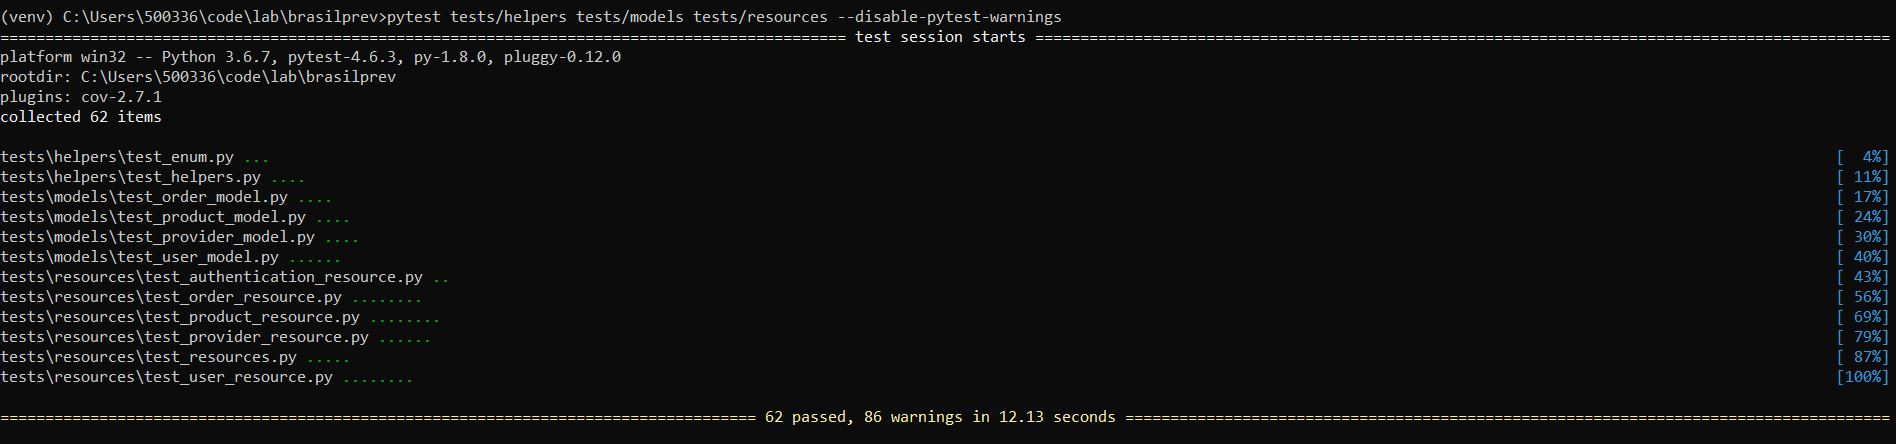 (venv) C:\Users\500336\code\lab\brasilprev>pytest tests/helpers tests/models tests/resources --disable-pytest-warnings
============================================================================================== test session starts ===============================================================================================
platform win32 -- Python 3.6.7, pytest-4.6.3, py-1.8.0, pluggy-0.12.0
rootdir: C:\Users\500336\code\lab\brasilprev
plugins: cov-2.7.1
collected 62 items
tests\helpers\test_enum.py ... [  4%]
tests\helpers\test_helpers.py .... [ 11%]
tests\models\test_order_model.py .... [ 17%]
tests\models\test_product_model.py .... [ 24%]
tests\models\test_provider_model.py .... [ 30%]
tests\models\test_user_model.py ...... [ 40%]
tests\resources\test_authentication_resource.py .. [ 43%]
tests\resources\test_order_resource.py ........ [ 56%]
tests\resources\test_product_resource.py ........ [ 69%]
tests\resources\test_provider_resource.py ...... [ 79%]
tests\resources\test_resources.py ..... [ 87%]
tests\resources\test_user_resource.py ........ [100%]
==================================================================================== 62 passed, 86 warnings in 12.13 seconds =====================================================================================